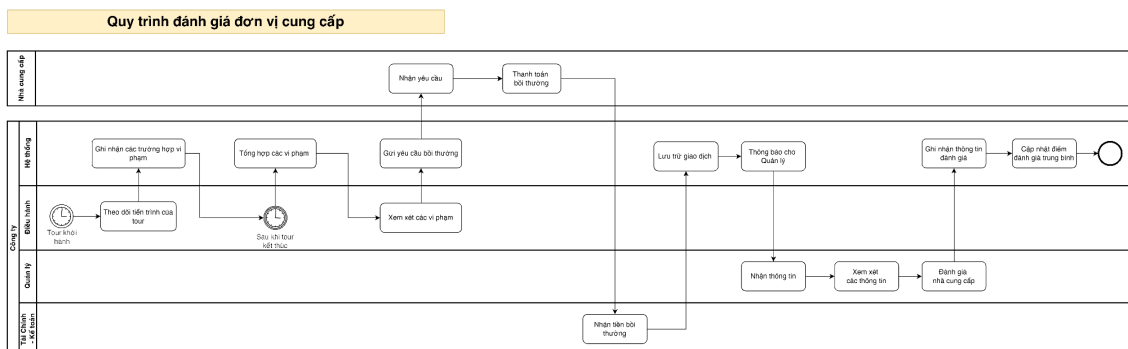 Quy trình đánh giá đơn vị cung cấp
Nhà cung cấp
Nhận yêu cầu
Thanh toán
bồi thường
Công ty
Hệ thống
Ghi nhận các trường hợp vi
phạm
Tổng hợp các vi phạm
Gửi yêu cầu bồi thường
Lưu trữ giao dịch
Thông báo cho
Quản lý
Ghi nhận thông tin
đánh giá
Cập nhật điểm
đánh giá trung bình
Điều hành
Tour khởi
hành
Theo dõi tiến trình của
tour
Sau khi tour
kết thúc
Xem xét các vi phạm
Quản lý
Nhận thông tin
Xem xét
các thông tin
Đánh giá
nhà cung cấp
Tài Chính
- Kế toán
Nhận tiền bồi
thường